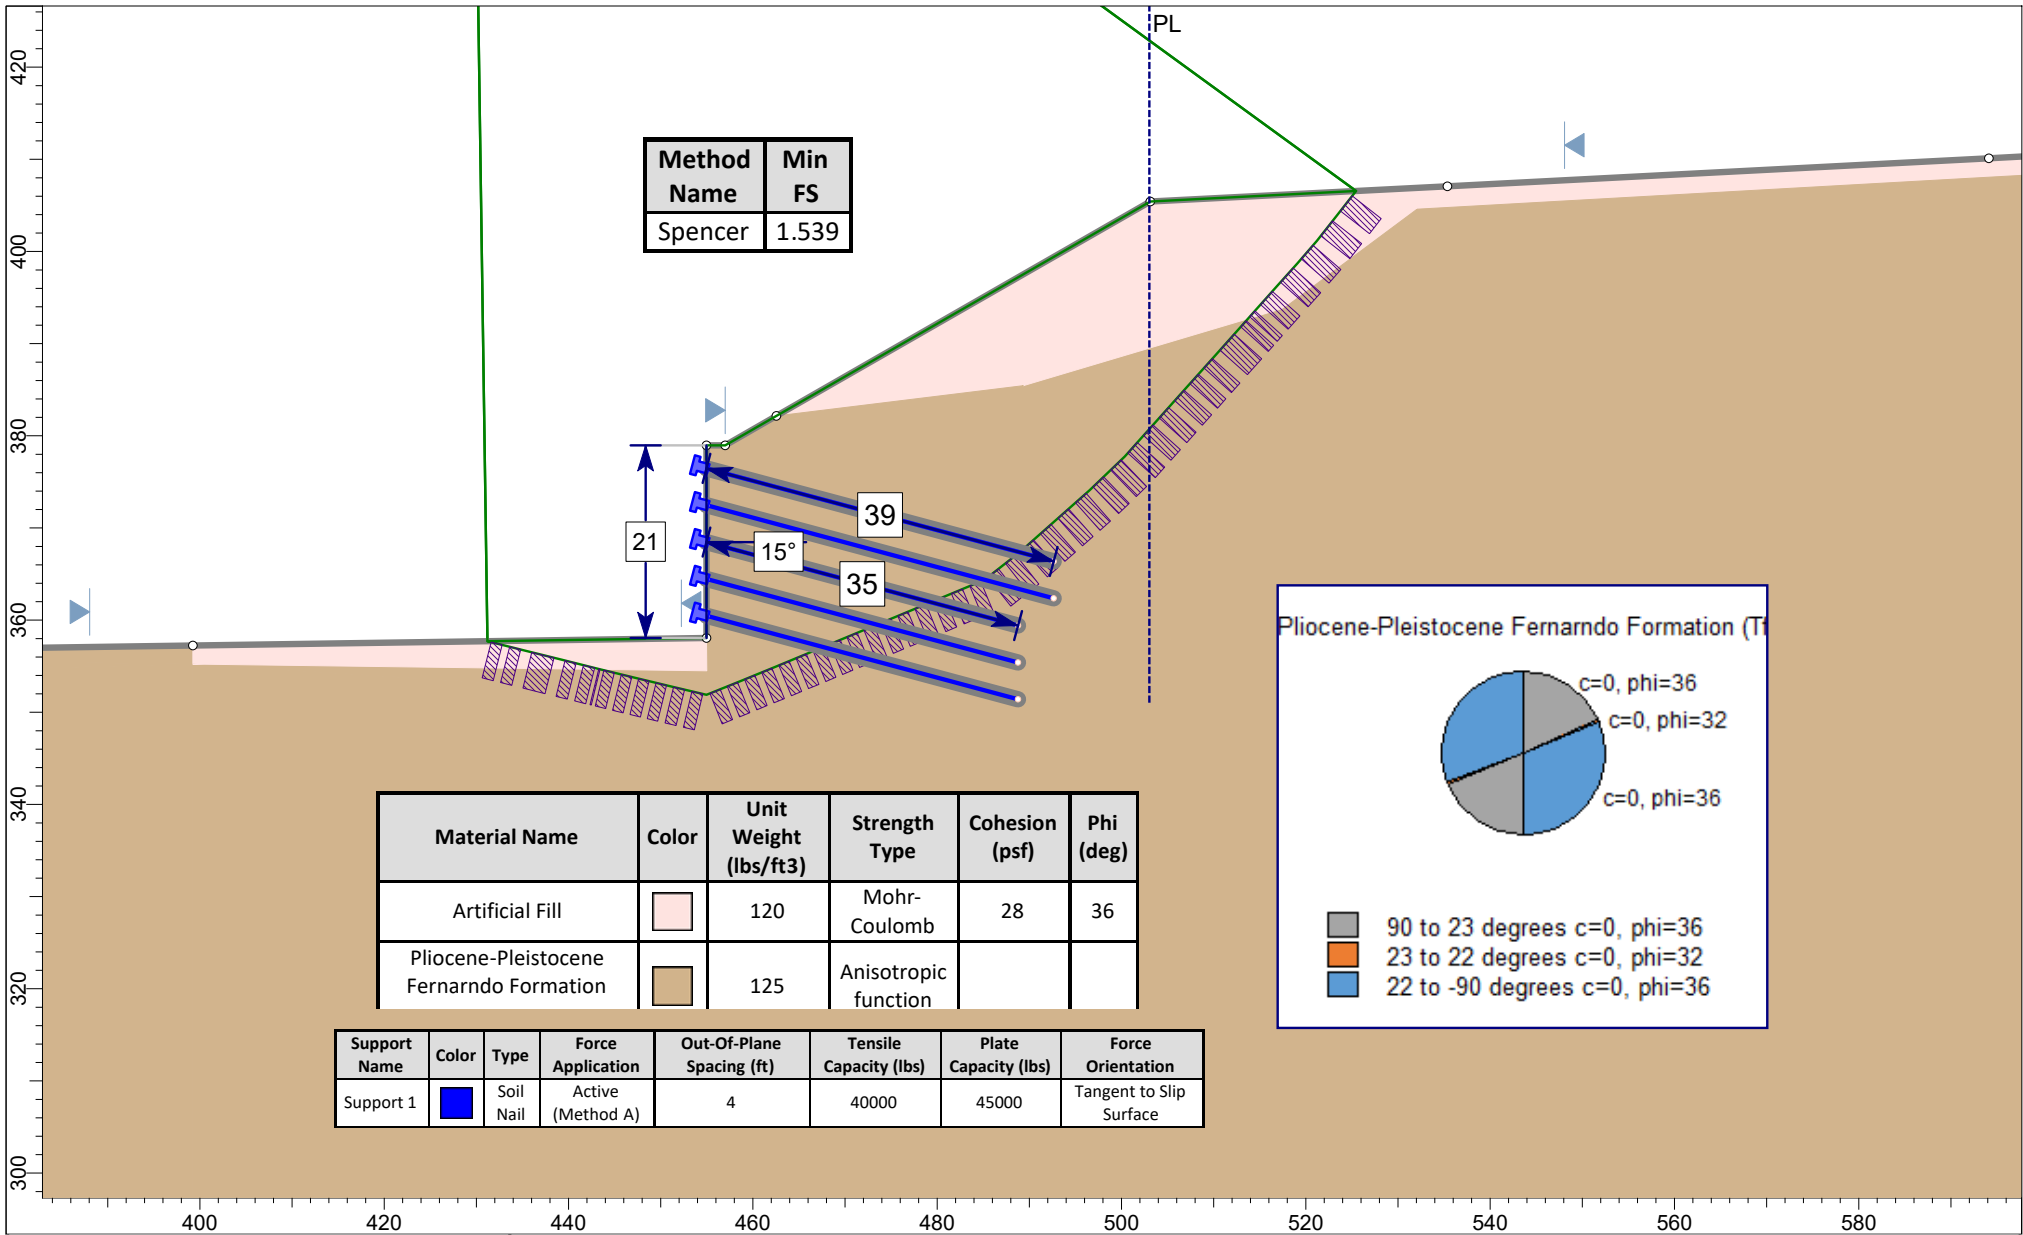 PL
420
400
380
360
340
320
300
Method Name
Min FS
Spencer
1.539
39
21
15°
35
Pliocene-Pleistocene Fernarndo Formation (Tf
c=0, phi=36
c=0, phi=32
c=0, phi=36
90 to 23 degrees c=0, phi=36
23 to 22 degrees c=0, phi=32
22 to -90 degrees c=0, phi=36
Material Name
Color
Unit Weight (lbs/ft3)
Strength Type
Cohesion (psf)
Phi (deg)
Artificial Fill
120
Mohr-Coulomb
28
36
Pliocene-Pleistocene Fernarndo Formation
125
Anisotropic function
Support Name
Color
Type
Force Application
Out-Of-Plane Spacing (ft)
Tensile Capacity (lbs)
Plate Capacity (lbs)
Force Orientation
Support 1
Soil Nail
Active (Method A)
4
40000
45000
Tangent to Slip Surface
400
420
440
460
480
500
520
540
560
580